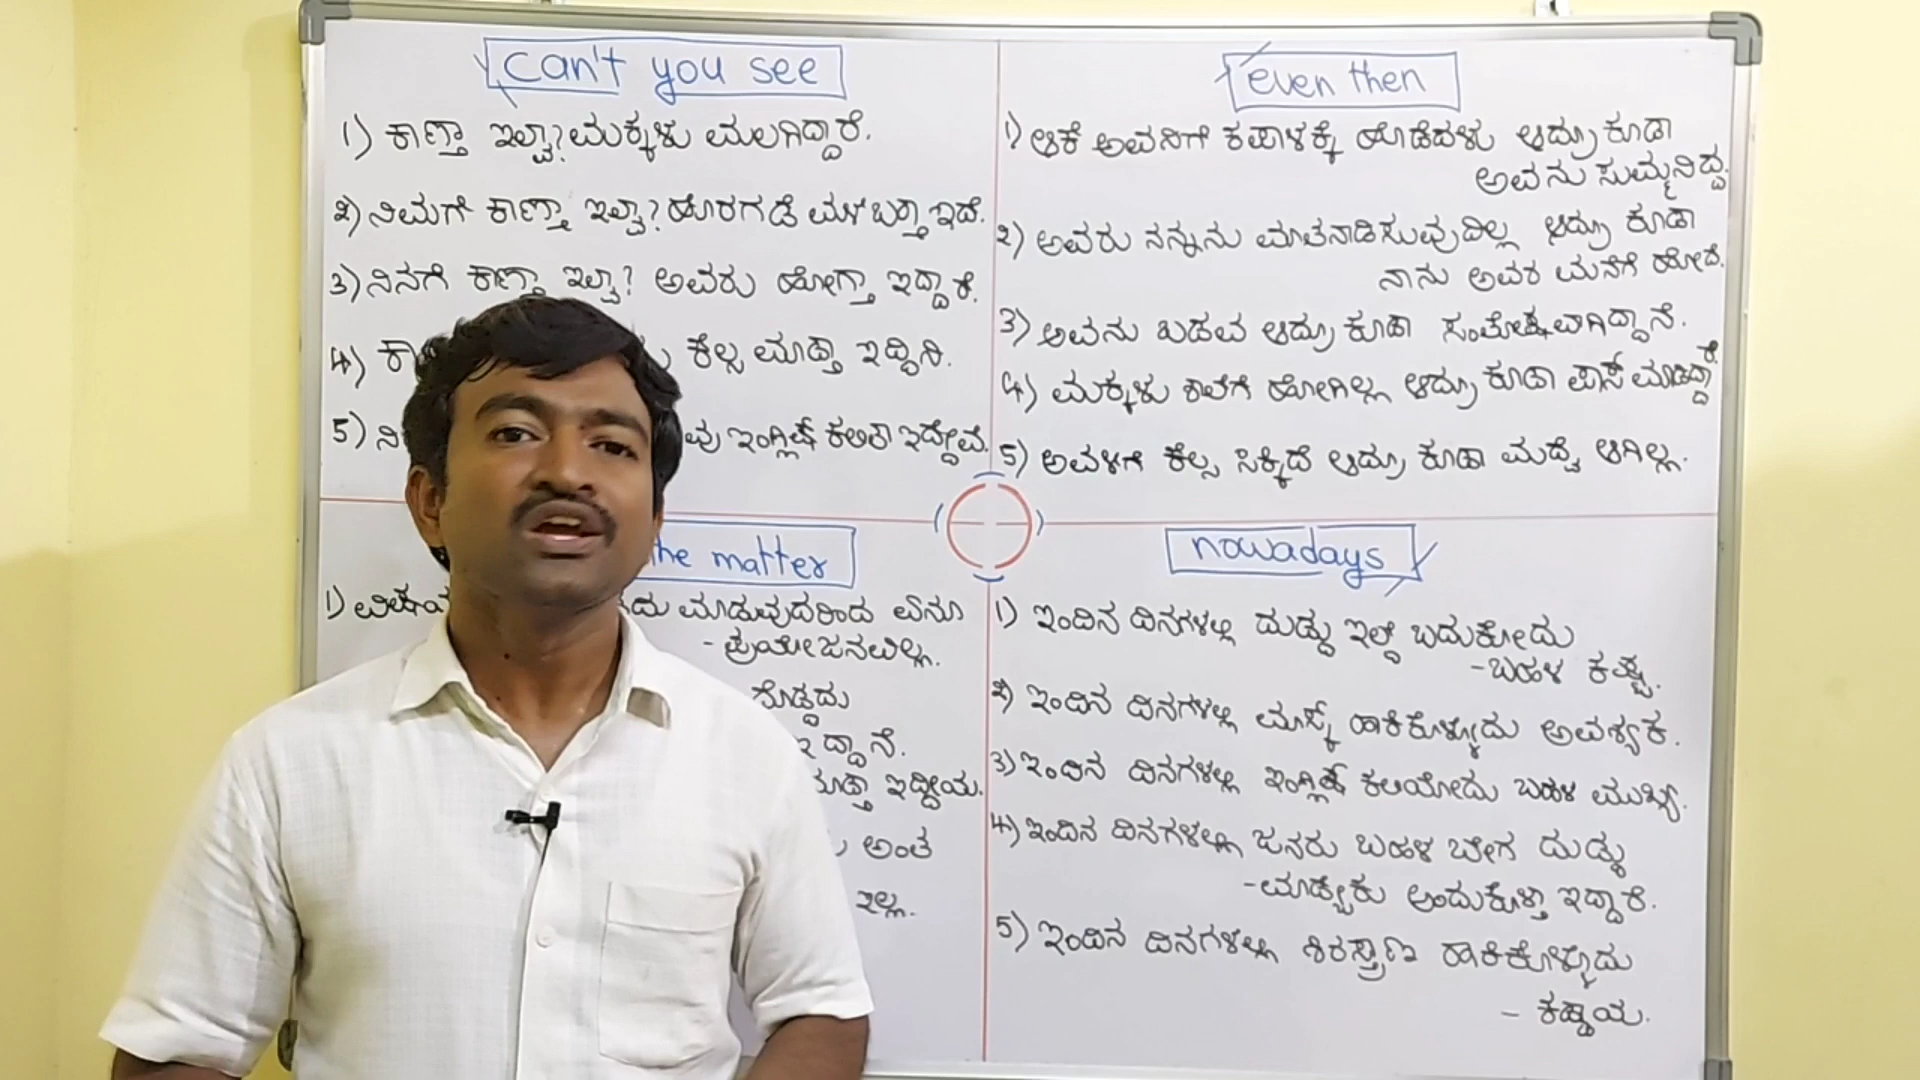 can't you see
1) ಕಾಣ್ತಾ ಇಲ್ವಾ? ಮಕ್ಕಳು ಮಲಗಿದ್ದಾರೆ.
2) ನಿಮಗೆ ಕಾಣ್ತಾ ಇಲ್ವಾ? ಹೊರಗಡೆ ಮಳೆ ಬರ್ತಾ ಇದೆ.
3) ನಿನಗೆ ಕಾಣ್ತಾ ಇಲ್ವಾ? ಅವರು ಹೋಗ್ತಾ ಇದ್ದಾರೆ.
4) ಕೆಲ್ಸ ಮಾಡ್ತಾ ಇದ್ದಿನಿ.
5) ಇಂಗ್ಲಿಷ್ ಕಲಿತಾ ಇದ್ದೇವೆ.
even then
1) ಆಕೆ ಅವನಿಗೆ ಕಪಾಳಕ್ಕೆ ಹೊಡೆದಳು ಆದ್ರು ಕೂಡಾ
ಅವನು ಸುಮ್ಮನಿದ್ದ.
2) ಅವರು ನನ್ನನು ಮಾತನಾಡಿಸುವುದಿಲ್ಲ ಆದ್ರು ಕೂಡಾ
ನಾನು ಅವರ ಮನೆಗೆ ಹೋದೆ.
3) ಅವನು ಬಡವ ಆದ್ರು ಕೂಡಾ ಸಂತೋಷವಾಗಿದ್ದಾನೆ.
4) ಮಕ್ಕಳು ಶಾಲೆಗೆ ಹೋಗಿಲ್ಲ ಆದ್ರು ಕೂಡಾ ಪಾಸ್ ಮಾಡಿದ್ದಾರೆ.
5) ಅವಳಿಗೆ ಕೆಲ್ಸ ಸಿಕ್ಕಿದೆ ಆದ್ರು ಕೂಡಾ ಮದ್ವೆ ಆಗಿಲ್ಲ.
the matter
1) ಮಾಡುವುದರಿಂದ ಏನೂ
- ಪ್ರಯೋಜನವಿಲ್ಲ.
ದೊಡ್ಡದು
ಇದ್ದಾನೆ.
ಇದ್ದೀಯ.
ಅಂತ
ಇಲ್ಲ.
nowadays
1) ಇಂದಿನ ದಿನಗಳಲ್ಲಿ ದುಡ್ಡು ಇಲ್ದೆ ಬದುಕೋದು
- ಬಹಳ ಕಷ್ಟ.
2) ಇಂದಿನ ದಿನಗಳಲ್ಲಿ ಮಾಸ್ಕ್ ಹಾಕಿಕೊಳ್ಳುದು ಅವಶ್ಯಕ.
3) ಇಂದಿನ ದಿನಗಳಲ್ಲಿ ಇಂಗ್ಲಿಷ್ ಕಲಿಯೋದು ಬಹಳ ಮುಖ್ಯ.
4) ಇಂದಿನ ದಿನಗಳಲ್ಲಿ ಜನರು ಬಹಳ ಬೇಗ ದುಡ್ಡು
- ಮಾಡ್ಬೇಕು ಅಂದುಕೊಳ್ತಾ ಇದ್ದಾರೆ.
5) ಇಂದಿನ ದಿನಗಳಲ್ಲಿ ಶಿರಸ್ತ್ರಾಣ ಹಾಕಿಕೊಳ್ಳುದು
- ಕಡ್ಡಾಯ.